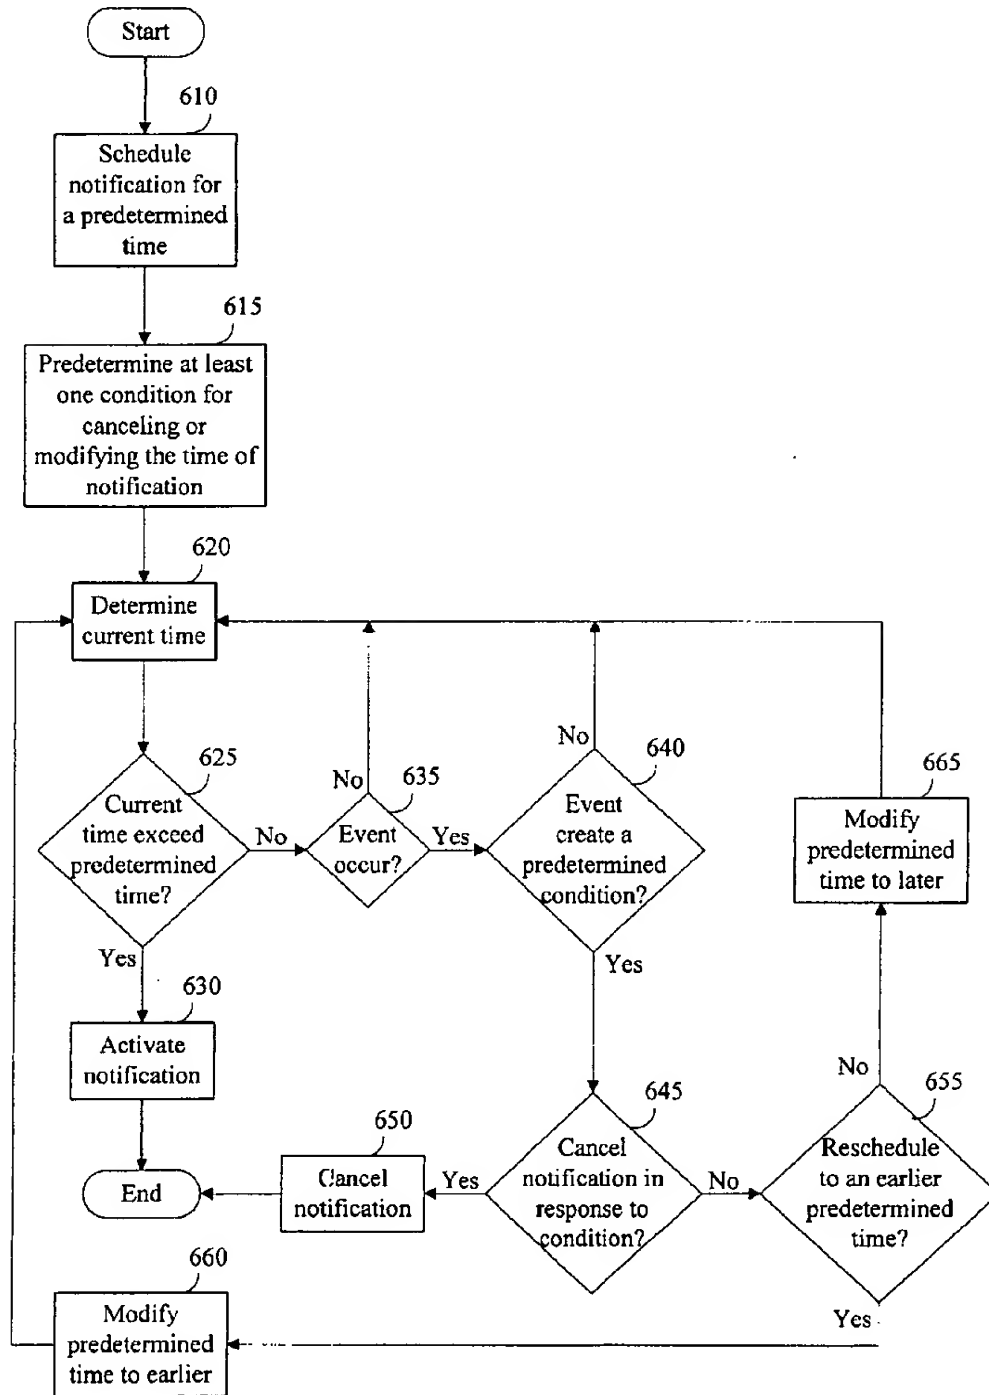 Start
610
Schedule
notification for
a predetermined
time
615
Predetermine at least
one condition for
canceling or
modifying the time of
notification
620
Determine
current time
625
Current
time exceed
predetermined
time?
No
Yes
635
No
Event
occur?
Yes
640
No
Event
create a
predetermined
condition?
Yes
665
Modify
predetermined
time to later
630
Activate
notification
End
650
Cancel
notification
Yes
645
Cancel
notification in
response to
condition?
No
655
No
Reschedule
to an earlier
predetermined
time?
Yes
660
Modify
predetermined
time to earlier